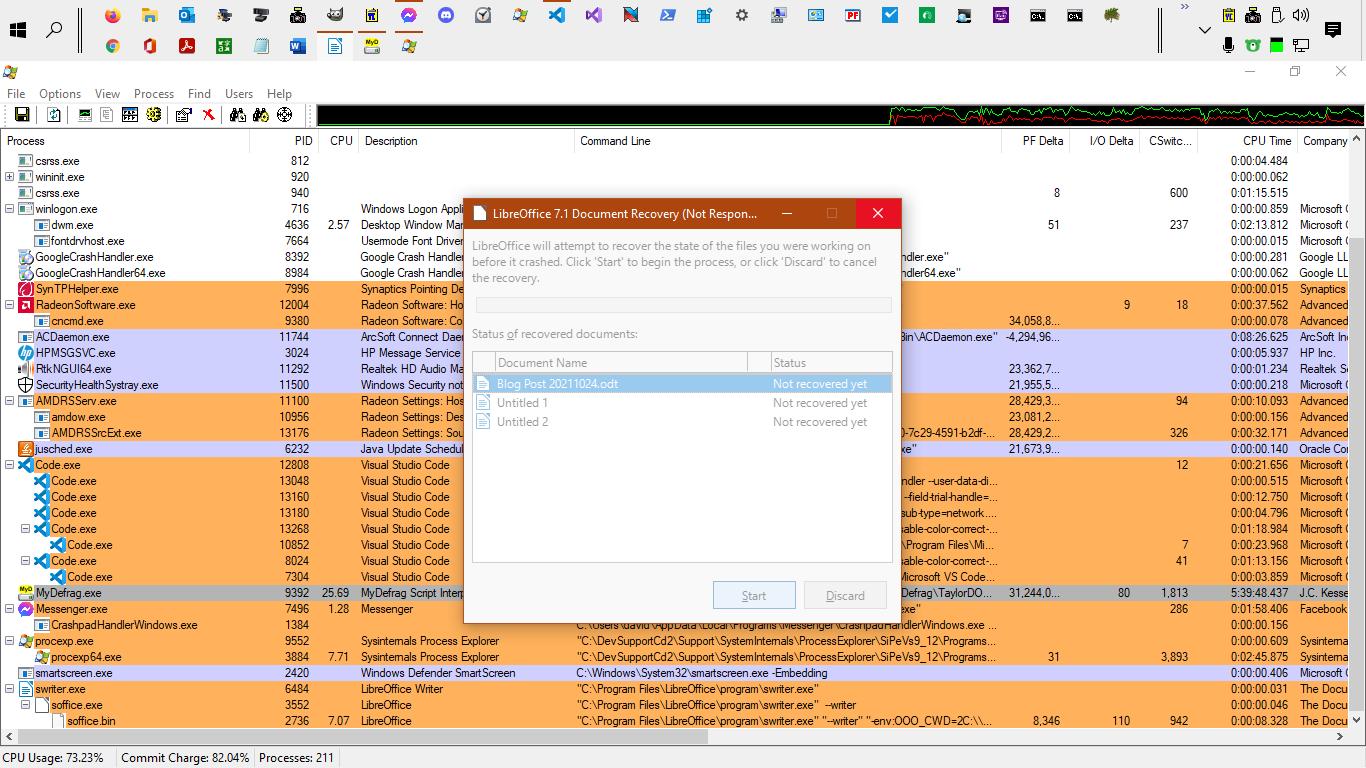 File Options View Process Find Users Help
Process PID CPU Description Command Line PF Delta I/O Delta CSwitc... CPU Time Company
csrss.exe 812 0:00:04.484
wininit.exe 920 0:00:00.062
csrss.exe 940 8 600 0:01:15.515
winlogon.exe 716 Windows Logon Appl 0:00:00.859 Microsoft
dwm.exe 4636 2.57 Desktop Window Mar 51 237 0:02:13.812 Microsoft
fontdrvhost.exe 7664 Usermode Font Driver 0:00:00.015 Microsoft
GoogleCrashHandler.exe 8392 Google Crash Handler ndler.exe" 0:00:00.281 Google LL
GoogleCrashHandler64.exe 8984 Google Crash Handler ndler64.exe" 0:00:00.062 Google LL
SynTPHelper.exe 7996 Synaptics Pointing De 0:00:00.015 Synaptics
RadeonSoftware.exe 12004 Radeon Settings: Ho 9 18 0:00:37.562 Advanced
cncmd.exe 9380 Radeon Settings: Co 34,058,8... 0:00:00.078 Advanced
ACDaemon.exe 11744 ArcSoft Connect Daer Bin\ACDaemon.exe" -4,294,96... 0:08:26.625 ArcSoft In
HPMSGSVC.exe 3024 HP Message Service 0:00:05.937 HP Inc.
RtkNGUI64.exe 11292 Realtek HD Audio Ma 23,362,7... 0:00:01.234 Realtek S
SecurityHealthSystray.exe 11500 Windows Security not 21,955,5... 0:00:00.218 Microsoft
AMDRSServ.exe 11100 Radeon Settings: Hos 28,429,3... 94 0:00:10.093 Advanced
amdow.exe 10956 Radeon Settings: Des 23,081,2... 0:00:00.156 Advanced
AMDRSSrcExt.exe 13176 Radeon Settings: Sou 0-7c29-4591-b2df-... 28,429,2... 326 0:00:32.171 Advanced
jusched.exe 6232 Java Update Schedul xe" 21,673,9... 0:00:00.140 Oracle Co
Code.exe 12808 Visual Studio Code 12 0:00:21.656 Microsoft
Code.exe 13048 Visual Studio Code ndler --user-data-di... 0:00:00.515 Microsoft
Code.exe 13160 Visual Studio Code --field-trial-handle=... 0:00:12.750 Microsoft
Code.exe 13180 Visual Studio Code sub-type=network.... 0:00:04.796 Microsoft
Code.exe 13268 Visual Studio Code sable-color-correct-... 0:01:18.984 Microsoft
Code.exe 10852 Visual Studio Code \Program Files\Mi... 7 0:00:23.968 Microsoft
Code.exe 8024 Visual Studio Code sable-color-correct-... 41 0:01:13.156 Microsoft
Code.exe 7304 Visual Studio Code Microsoft VS Code... 0:00:03.859 Microsoft
MyDefrag.exe 9392 25.69 MyDefrag Script Interp Defrag\TaylorDO... 31,244,0... 80 1,813 5:39:48.437 J.C. Kesse
Messenger.exe 7496 1.28 Messenger exe" 286 0:01:58.406 Facebook
CrashpadHandlerWindows.exe 1384 C:\Users\david\AppData\Local\Programs\Messenger\CrashpadHandlerWindows.exe ... 0:00:00.156
procexp.exe 9552 Sysinternals Process Explorer "C:\DevSupportCd2\Support\SystemInternals\ProcessExplorer\SiPeVs9_12\Programs... 0:00:00.609 Sysinterna
procexp64.exe 3884 7.71 Sysinternals Process Explorer "C:\DevSupportCd2\Support\SystemInternals\ProcessExplorer\SiPeVs9_12\Programs... 31 3,893 0:02:45.875 Sysinterna
smartscreen.exe 2420 Windows Defender SmartScreen C:\Windows\System32\smartscreen.exe -Embedding 0:00:00.406 Microsoft
swriter.exe 6484 LibreOffice Writer "C:\Program Files\LibreOffice\program\swriter.exe" 0:00:00.031 The Docu
soffice.exe 3552 LibreOffice "C:\Program Files\LibreOffice\program\swriter.exe" --writer 0:00:00.046 The Docu
soffice.bin 2736 7.07 LibreOffice "C:\Program Files\LibreOffice\program\swriter.exe" "--writer" "-env:OOO_CWD=2C:\\... 8,346 110 942 0:00:08.328 The Docu
CPU Usage: 73.23% Commit Charge: 82.04% Processes: 211
LibreOffice 7.1 Document Recovery (Not Respon...
LibreOffice will attempt to recover the state of the files you were working on
before it crashed. Click 'Start' to begin the process, or click 'Discard' to cancel
the recovery.
Status of recovered documents:
Document Name Status
Blog Post 20211024.odt Not recovered yet
Untitled 1 Not recovered yet
Untitled 2 Not recovered yet
Start Discard